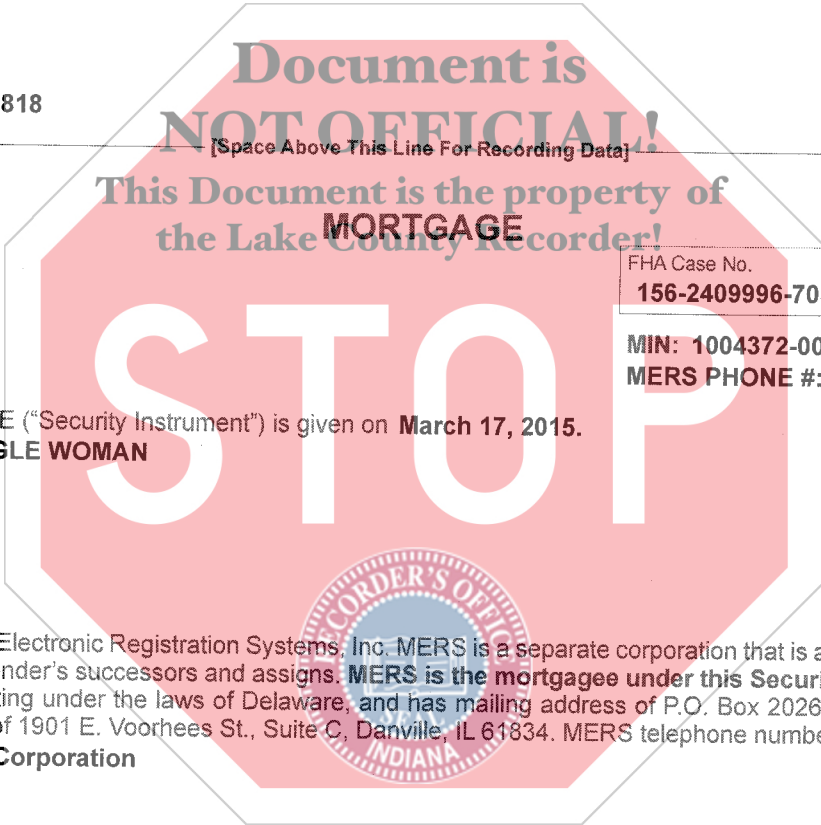 Document is
818
NOT OFFICIAL!
[Space Above This Line For Recording Data]
This Document is the property of
MORTGAGE
the Lake County Recorder!
FHA Case No.
156-2409996-70
MIN: 1004372-00
MERS PHONE #:
STOP
E (“Security Instrument”) is given on March 17, 2015.
GLE WOMAN
RECORDER'S OFFICE
Electronic Registration Systems, Inc. MERS is a separate corporation that is a
nder's successors and assigns. MERS is the mortgagee under this Securi
ting under the laws of Delaware, and has mailing address of P.O. Box 2026
of 1901 E. Voorhees St., Suite C, Danville, IL 61834. MERS telephone numbe
SEAL
INDIANA
Corporation